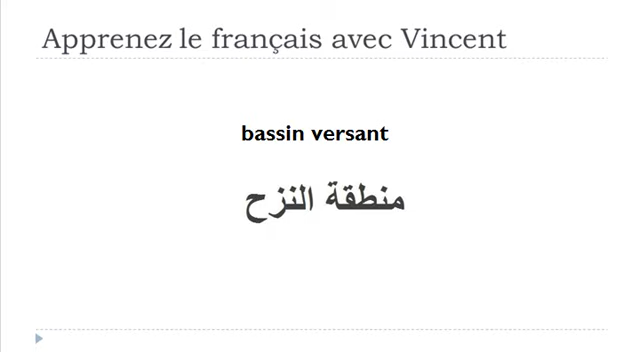 Apprenez le français avec Vincent
bassin versant
منطقة النزح